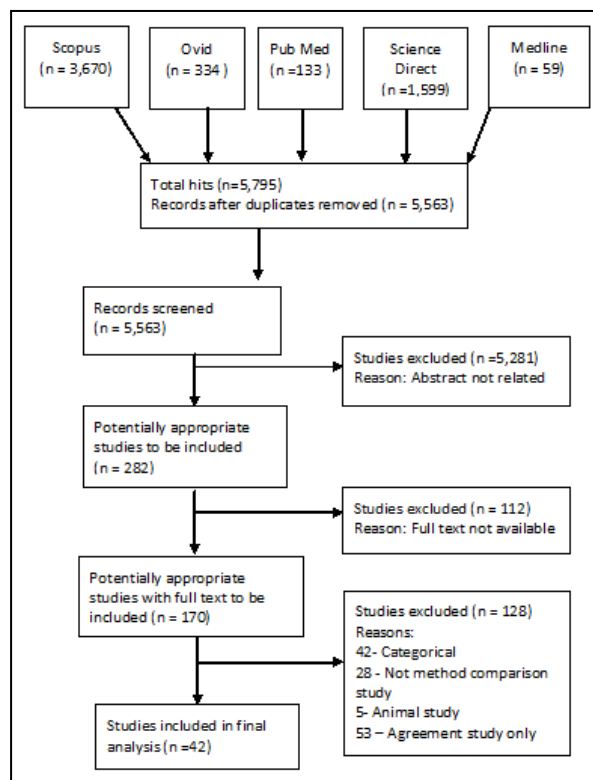 Scopus
(n = 3,670)
Ovid
(n = 334 )
Pub Med
(n =133 )
Science
Direct
(n =1,599)
Medline
(n = 59)
Total hits (n=5,795)
Records after duplicates removed (n = 5,563)
Records screened
(n = 5,563)
Studies excluded (n =5,281)
Reason: Abstract not related
Potentially appropriate
studies to be included
(n = 282)
Studies excluded (n = 112)
Reason: Full text not available
Potentially appropriate
studies with full text to be
included (n = 170)
Studies excluded (n = 128)
Reasons:
42- Categorical
28 - Not method comparison
study
5- Animal study
53 – Agreement study only
Studies included in final
analysis (n =42)